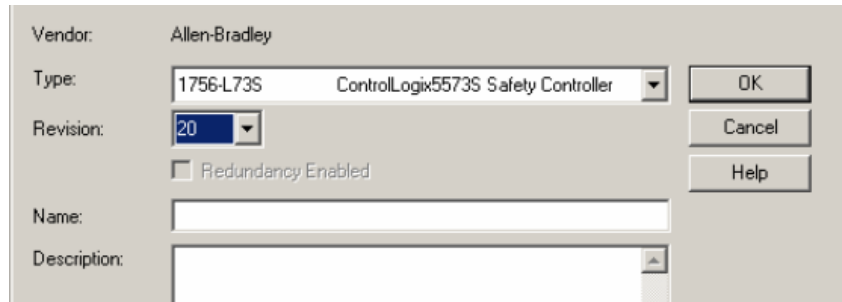 Vendor: Allen-Bradley
Type: 1756-L73S ControlLogix5573S Safety Controller OK
Revision: 20 Cancel
Redundancy Enabled Help
Name:
Description: